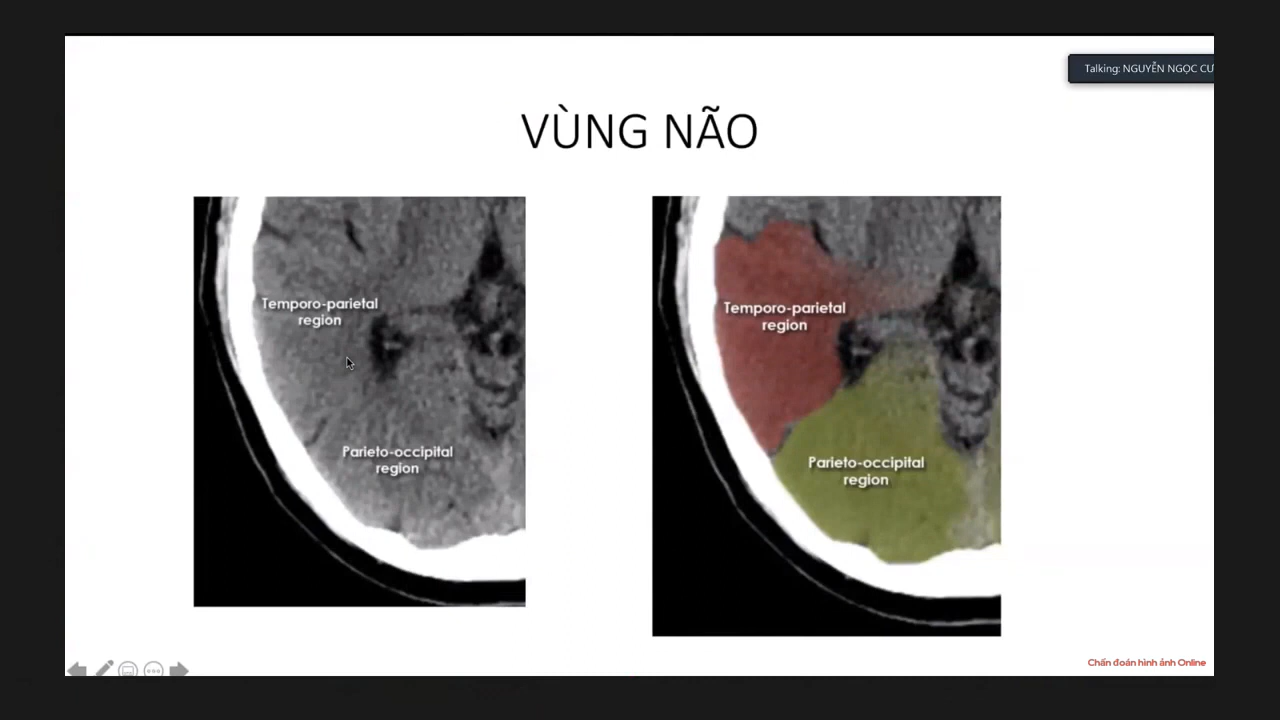 Talking: NGUYỄN NGỌC CƯ
VÙNG NÃO
Temporo-parietal
region
Parieto-occipital
region
Temporo-parietal
region
Parieto-occipital
region
Chẩn đoán hình ảnh Online